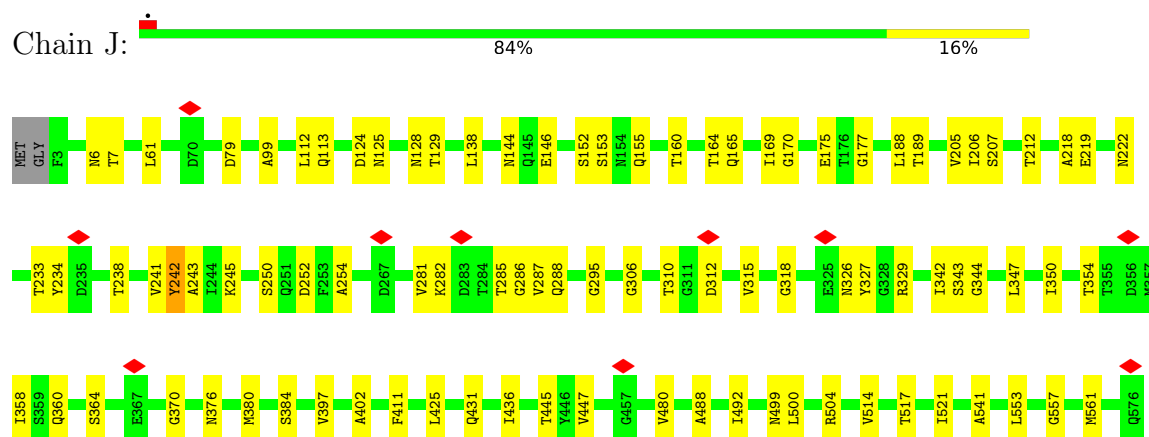 Chain J:
84%
16%
MET GLY F3 N6 T7 L61 D70 D79 A99 L112 Q113 D124 N125 N128 T129 L138 N144 Q145 E146 S152 S153 N154 Q155 T160 T164 Q165 I169 G170 E175 T176 G177 L188 T189 V205 I206 S207 T212 A218 E219 N222
T233 Y234 D235 T238 V241 Y242 A243 I244 K245 S250 Q251 D252 F253 A254 D267 V281 K282 D283 T284 T285 G286 V287 Q288 G295 G306 T310 G311 D312 V315 G318 E325 N326 Y327 G328 R329 I342 S343 G344 L347 I350 T354 T355 D356 M357
I358 S359 Q360 S364 E367 G370 N376 M380 S384 V397 A402 F411 L425 Q431 I436 T445 Y446 V447 G457 V480 A488 I492 N499 L500 R504 V514 T517 I521 A541 L553 G557 M561 Q576